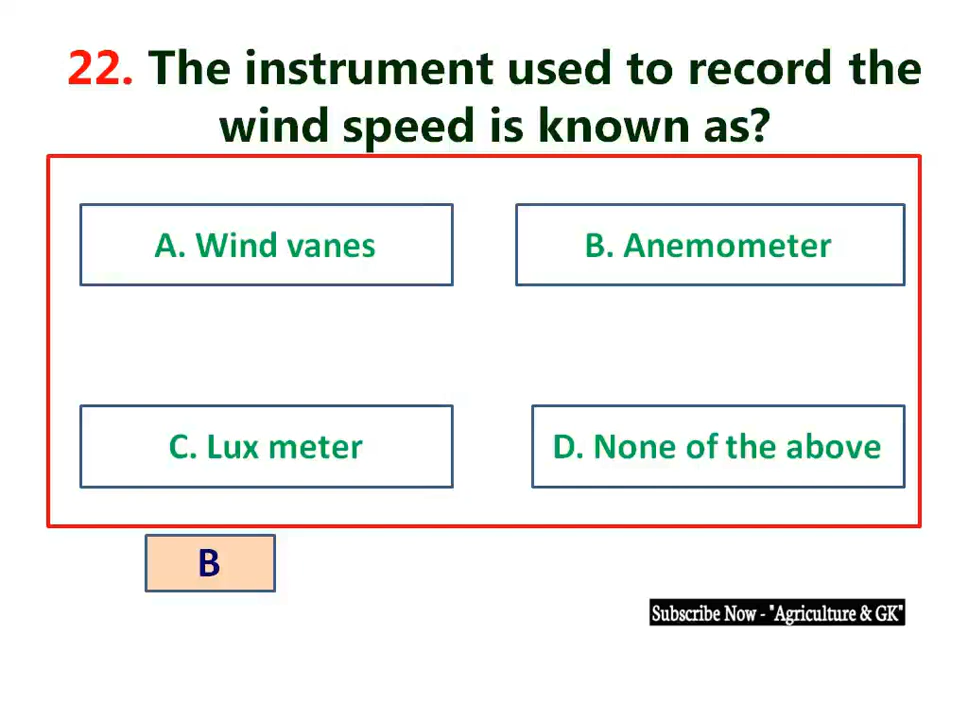 22. The instrument used to record the
wind speed is known as?
A. Wind vanes
B. Anemometer
C. Lux meter
D. None of the above
B
Subscribe Now - "Agriculture & GK"